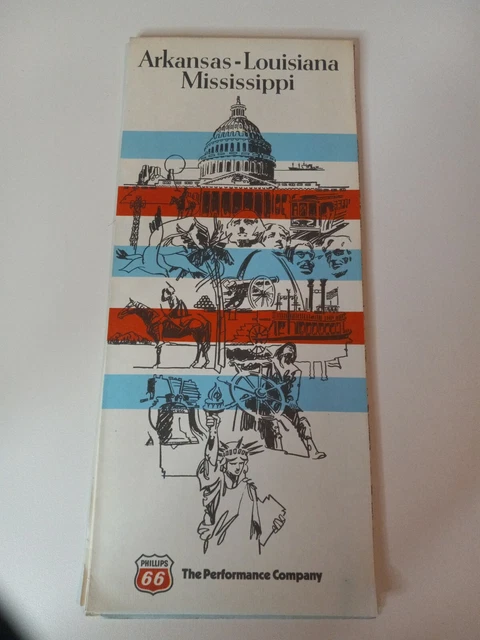 Arkansas-Louisiana
Mississippi
PHILLIPS
66
The Performance Company